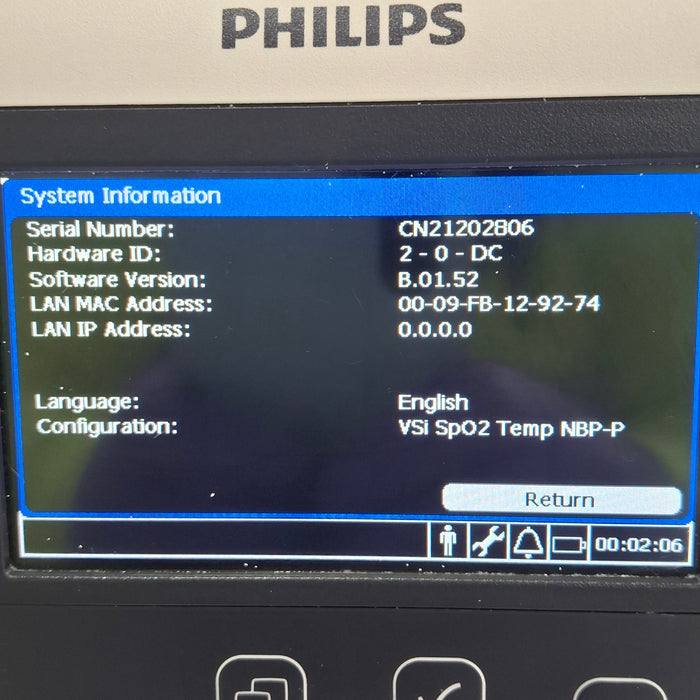 PHILIPS
System Information
Serial Number: CN21202806
Hardware ID: 2 - 0 - DC
Software Version: B.01.52
LAN MAC Address: 00-09-FB-12-92-74
LAN IP Address: 0.0.0.0
Language: English
Configuration: VSi SpO2 Temp NBP-P
Return
00:02:06